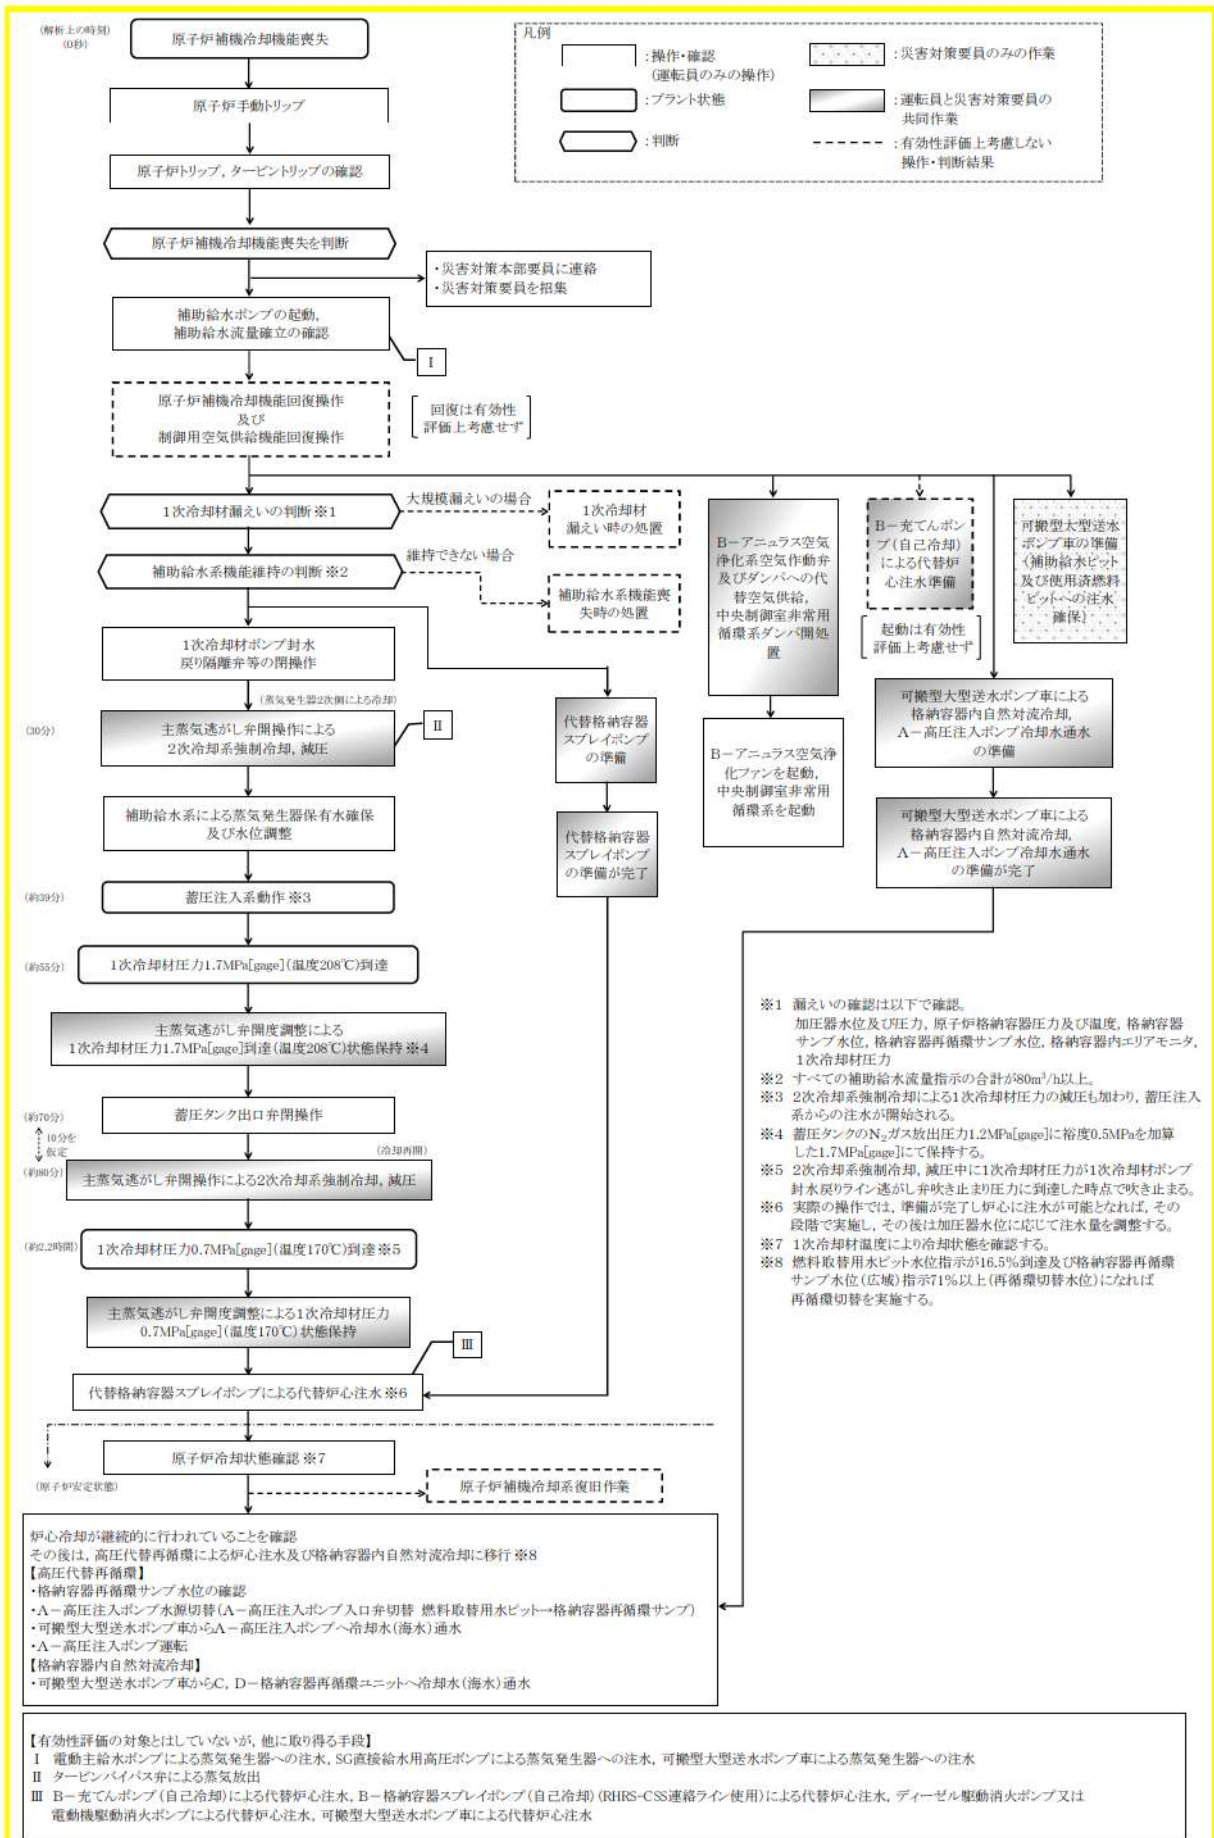 (解析上の時刻)
(0秒)
原子炉補機冷却機能喪失
凡例
:操作・確認
(運転員のみの操作)
:プラント状態
:判断
:災害対策要員のみの作業
:運転員と災害対策要員の
共同作業
:有効性評価上考慮しない
操作・判断結果
原子炉手動トリップ
原子炉トリップ,タービントリップの確認
原子炉補機冷却機能喪失を判断
・災害対策本部要員に連絡
・災害対策要員を招集
補助給水ポンプの起動,
補助給水流量確立の確認
Ⅰ
原子炉補機冷却機能回復操作
及び
制御用空気供給機能回復操作
回復は有効性
評価上考慮せず
1次冷却材漏えいの判断※1
大規模漏えいの場合
1次冷却材
漏えい時の処置
補助給水系機能維持の判断※2
維持できない場合
補助給水系機能喪
失時の処置
B-アニュラス空気
浄化系空気作動弁
及びダンパへの代
替空気供給,
中央制御室非常用
循環系ダンパ開処
置
B-充てんポン
プ(自己冷却)
による代替炉
心注水準備
起動は有効性
評価上考慮せず
可搬型大型送水
ポンプ車の準備
(補助給水ピット
及び使用済燃料
ピットへの注水
確保)
1次冷却材ポンプ封水
戻り隔離弁等の閉操作
(蒸気発生器2次側による冷却)
(30分)
主蒸気逃がし弁開操作による
2次冷却系強制冷却,減圧
Ⅱ
代替格納容器
スプレイポンプ
の準備
B-アニュラス空気浄
化ファンを起動,
中央制御室非常用
循環系を起動
可搬型大型送水ポンプ車による
格納容器内自然対流冷却,
A-高圧注入ポンプ冷却水通水
の準備
補助給水系による蒸気発生器保有水確保
及び水位調整
代替格納容器
スプレイポンプ
の準備が完了
可搬型大型送水ポンプ車による
格納容器内自然対流冷却,
A-高圧注入ポンプ冷却水通水
の準備が完了
(約39分)
蓄圧注入系動作※3
(約55分)
1次冷却材圧力1.7MPa[gage](温度208℃)到達
主蒸気逃がし弁開度調整による
1次冷却材圧力1.7MPa[gage]到達(温度208℃)状態保持※4
(約70分)
蓄圧タンク出口弁閉操作
10分を
仮定
(冷却再開)
(約80分)
主蒸気逃がし弁開操作による2次冷却系強制冷却,減圧
(約2.2時間)
1次冷却材圧力0.7MPa[gage](温度170℃)到達※5
主蒸気逃がし弁開度調整による1次冷却材圧力
0.7MPa[gage](温度170℃)状態保持
Ⅲ
代替格納容器スプレイポンプによる代替炉心注水※6
原子炉冷却状態確認※7
(原子炉安定状態)
原子炉補機冷却系復旧作業
※1 漏えいの確認は以下で確認。
加圧器水位及び圧力,原子炉格納容器圧力及び温度,格納容器
サンプ水位,格納容器再循環サンプ水位,格納容器内エリアモニタ,
1次冷却材圧力
※2 すべての補助給水流量指示の合計が80m³/h以上。
※3 2次冷却系強制冷却による1次冷却材圧力の減圧も加わり,蓄圧注入
系からの注水が開始される。
※4 蓄圧タンクのN₂ガス放出圧力1.2MPa[gage]に裕度0.5MPaを加算
した1.7MPa[gage]にて保持する。
※5 2次冷却系強制冷却,減圧中に1次冷却材圧力が1次冷却材ポンプ
封水戻りライン逃がし弁吹き止まり圧力に到達した時点で吹き止まる。
※6 実際の操作では,準備が完了し炉心に注水が可能となれば,その
段階で実施し,その後は加圧器水位に応じて注水量を調整する。
※7 1次冷却材温度により冷却状態を確認する。
※8 燃料取替用水ピット水位指示が16.5%到達及び格納容器再循環
サンプ水位(広域)指示71%以上(再循環切替水位)になれば
再循環切替を実施する。
炉心冷却が継続的に行われていることを確認
その後は,高圧代替再循環による炉心注水及び格納容器内自然対流冷却に移行※8
【高圧代替再循環】
・格納容器再循環サンプ水位の確認
・A-高圧注入ポンプ水源切替(A-高圧注入ポンプ入口弁切替 燃料取替用水ピット→格納容器再循環サンプ)
・可搬型大型送水ポンプ車からA-高圧注入ポンプへ冷却水(海水)通水
・A-高圧注入ポンプ運転
【格納容器内自然対流冷却】
・可搬型大型送水ポンプ車からC,D-格納容器再循環ユニットへ冷却水(海水)通水
【有効性評価の対象とはしていないが,他に取り得る手段】
Ⅰ 電動主給水ポンプによる蒸気発生器への注水,SG直接給水用高圧ポンプによる蒸気発生器への注水,可搬型大型送水ポンプ車による蒸気発生器への注水
Ⅱ タービンバイパス弁による蒸気放出
Ⅲ B-充てんポンプ(自己冷却)による代替炉心注水,B-格納容器スプレイポンプ(自己冷却)(RHRS-CSS連絡ライン使用)による代替炉心注水,ディーゼル駆動消火ポンプ又は
電動機駆動消火ポンプによる代替炉心注水,可搬型大型送水ポンプ車による代替炉心注水